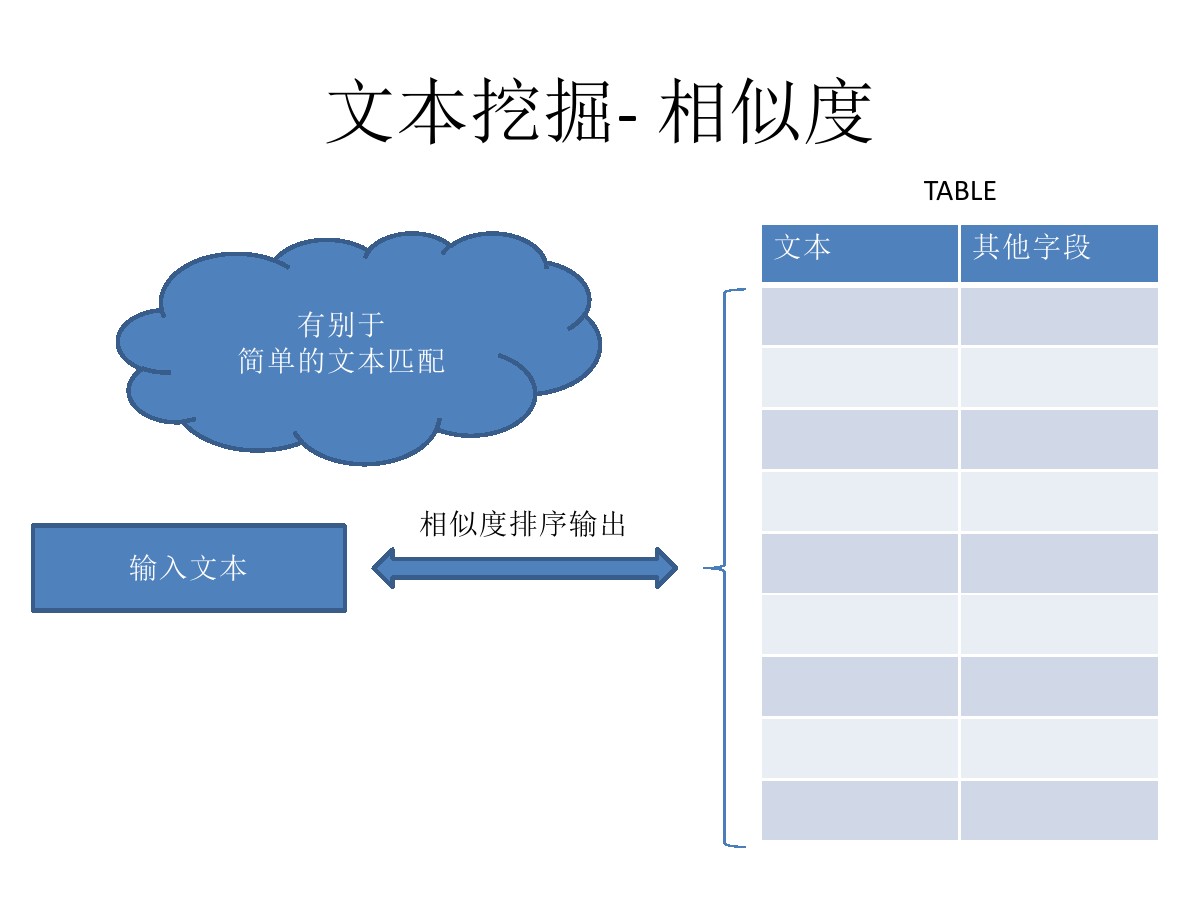 文本挖掘- 相似度
TABLE
文本
其他字段
有别于
简单的文本匹配
相似度排序输出
输入文本